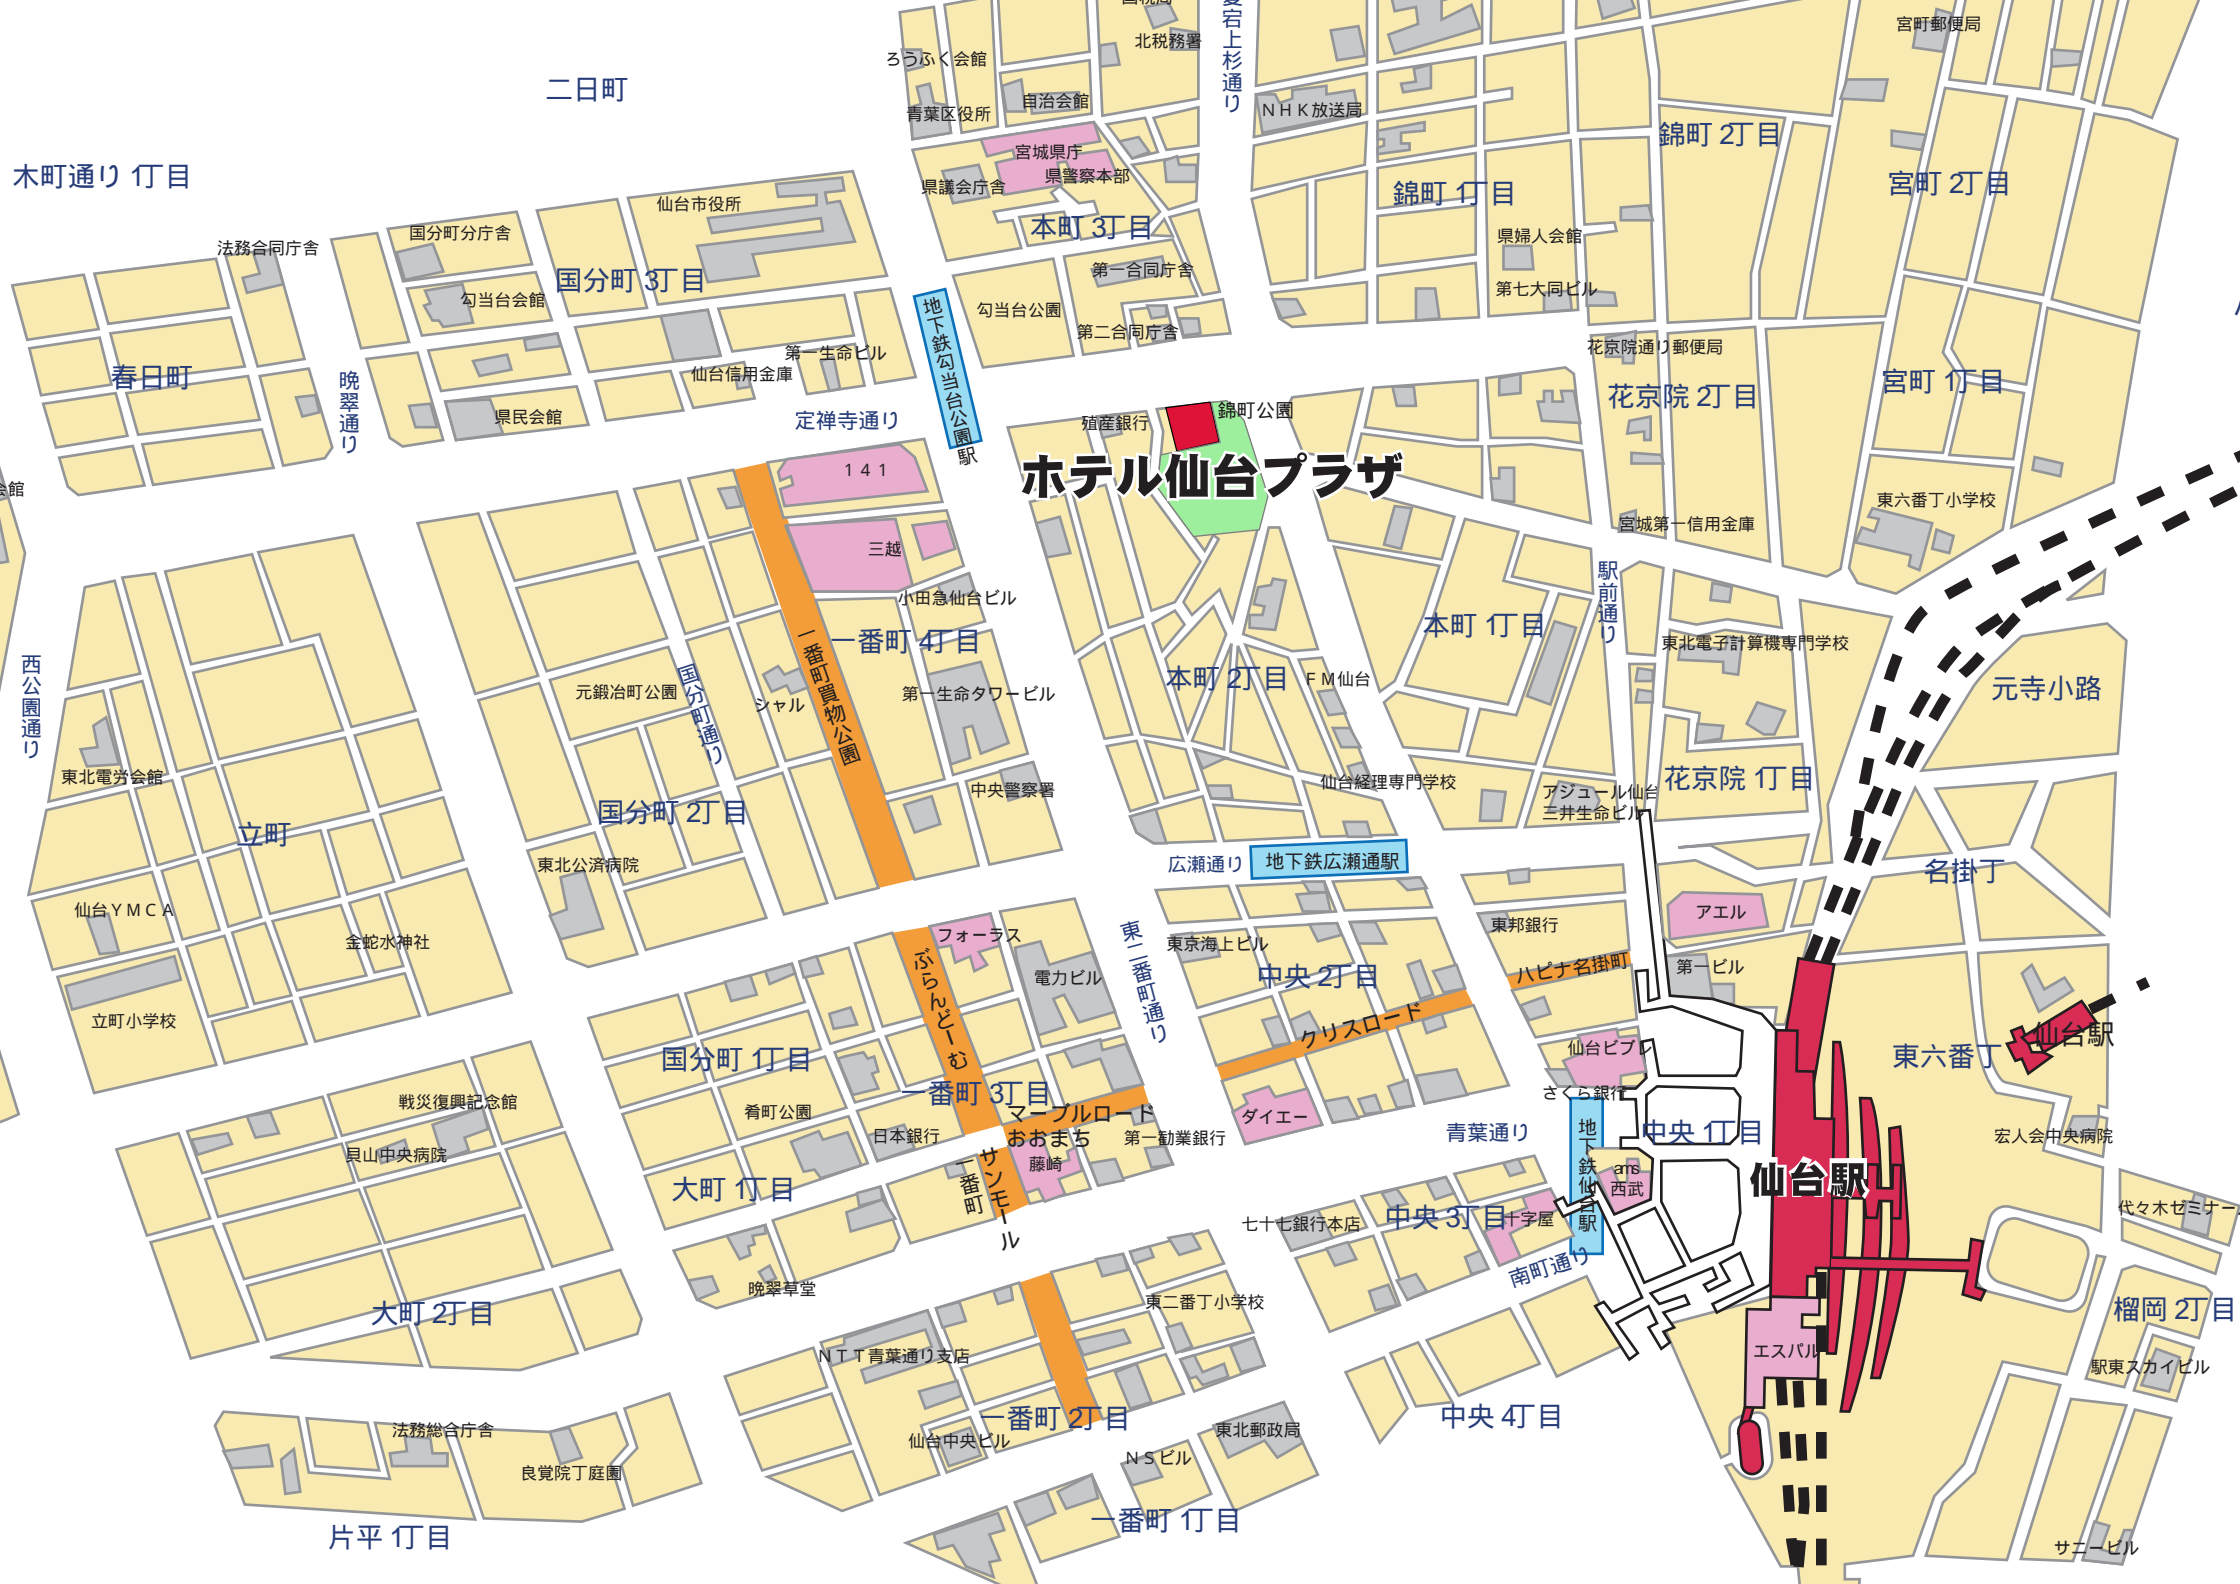 愛宕上杉通り
宮町郵便局
北税務署
ろうふく会館
二日町
自治会館
青葉区役所
NHK放送局
錦町2丁目
宮城県庁
県警察本部
県議会庁舎
木町通り1丁目
宮町2丁目
錦町1丁目
仙台市役所
本町3丁目
国分町分庁舎
県婦人会館
法務合同庁舎
国分町3丁目
第一合同庁舎
第七大同ビル
勾当台会館
地下鉄勾当台公園駅
勾当台公園
第二合同庁舎
花京院通り郵便局
第一生命ビル
仙台信用金庫
春日町
晩翠通り
宮町1丁目
花京院2丁目
県民会館
定禅寺通り
殖産銀行
錦町公園
141
ホテル仙台プラザ
会館
東六番丁小学校
宮城第一信用金庫
三越
小田急仙台ビル
駅前通り
一番町4丁目
一番町買物公園
本町1丁目
東北電子計算機専門学校
西公園通り
元鍛冶町公園
国分町通り
シャル
第一生命タワービル
本町2丁目
FM仙台
元寺小路
東北電労会館
中央警察署
仙台経理専門学校
アジュール仙台
三井生命ビル
花京院1丁目
国分町2丁目
立町
東北公済病院
広瀬通り
地下鉄広瀬通駅
名掛丁
仙台YMCA
金蛇水神社
フォーラス
東二番町通り
東京海上ビル
東邦銀行
アエル
ぶらんどーむ
電力ビル
中央2丁目
ハピナ名掛町
第一ビル
立町小学校
クリスロード
仙台駅
国分町1丁目
仙台ビブレ
東六番丁
さくら銀行
一番町3丁目
戦災復興記念館
肴町公園
マーブルロード
おおまち
ダイエー
日本銀行
第一勧業銀行
青葉通り
地下鉄仙台駅
中央1丁目
宏人会中央病院
貝山中央病院
藤崎
ams
西武
仙台駅
大町1丁目
一番町
サンモール
七十七銀行本店
中央3丁目
十字屋
代々木ゼミナー
南町通り
晩翠草堂
東二番丁小学校
大町2丁目
榴岡2丁目
NTT青葉通り支店
エスパル
駅東スカイビル
法務総合庁舎
一番町2丁目
中央4丁目
仙台中央ビル
東北郵政局
NSビル
良覚院丁庭園
片平1丁目
一番町1丁目
サニービル